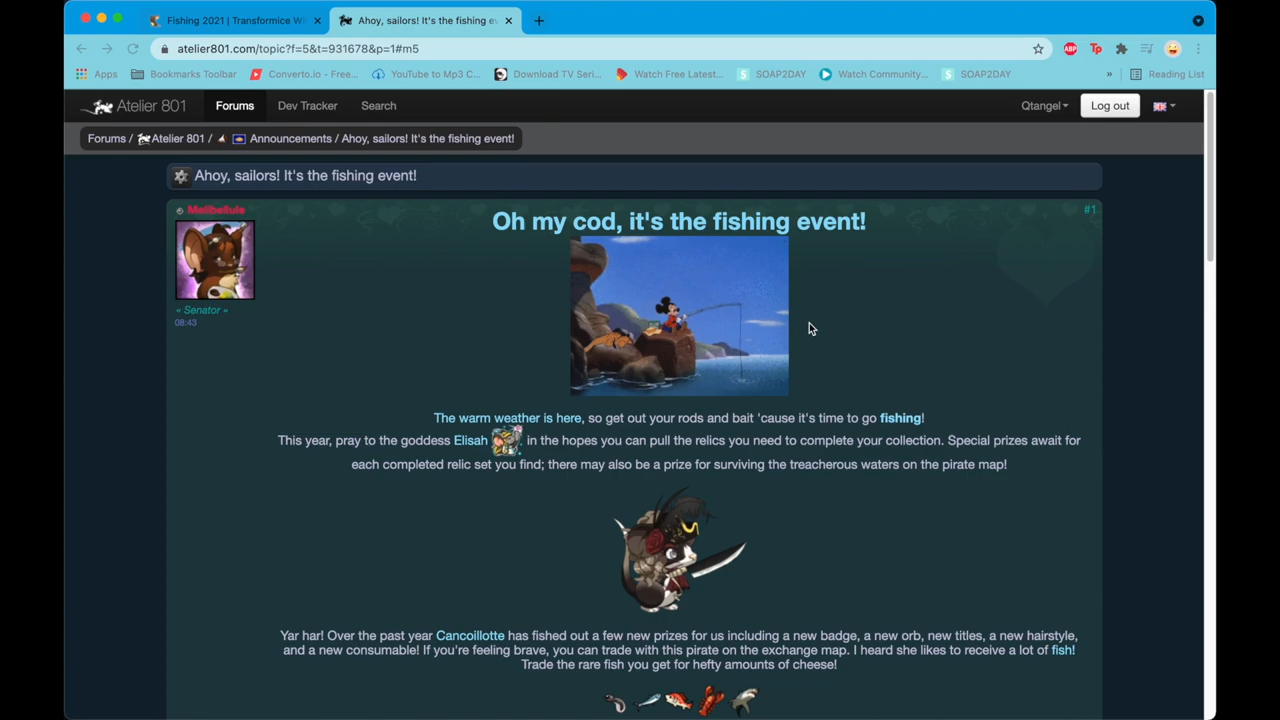 Fishing 2021 | Transformice Wi
Ahoy, sailors! It's the fishing ev
atelier801.com/topic?f=5&t=931678&p=1#m5
ABP
Tp
Apps
Bookmarks Toolbar
Converto.io - Free...
YouTube to Mp3 C...
Download TV Seri...
Watch Free Latest...
SOAP2DAY
Watch Community...
SOAP2DAY
»
Reading List
Atelier 801
Forums
Dev Tracker
Search
Qtangel
Log out
Forums / Atelier 801 / Announcements / Ahoy, sailors! It's the fishing event!
Ahoy, sailors! It's the fishing event!
#1
« Senator »
08:43
Oh my cod, it's the fishing event!
The warm weather is here, so get out your rods and bait 'cause it's time to go fishing!
This year, pray to the goddess Elisah in the hopes you can pull the relics you need to complete your collection. Special prizes await for
each completed relic set you find; there may also be a prize for surviving the treacherous waters on the pirate map!
Yar har! Over the past year Cancoillotte has fished out a few new prizes for us including a new badge, a new orb, new titles, a new hairstyle,
and a new consumable! If you're feeling brave, you can trade with this pirate on the exchange map. I heard she likes to receive a lot of fish!
Trade the rare fish you get for hefty amounts of cheese!